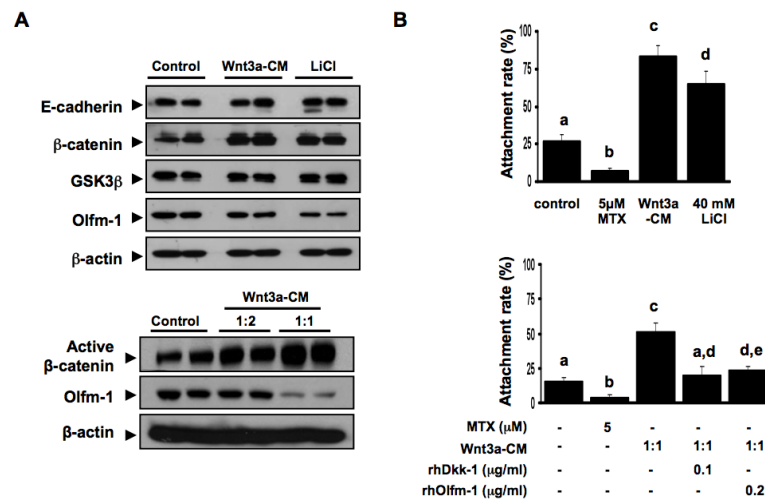 A
Control Wnt3a-CM LiCl
E-cadherin
β-catenin
GSK3β
Olfm-1
β-actin
Wnt3a-CM
Control 1:2 1:1
Active
β-catenin
Olfm-1
β-actin
B
Attachment rate (%)
100
75
50
25
0
a b c d
control 5μM Wnt3a 40 mM
MTX -CM LiCl
Attachment rate (%)
100
75
50
25
0
a b c a,d d,e
MTX (μM) - 5 - - -
Wnt3a-CM - - 1:1 1:1 1:1
rhDkk-1 (μg/ml) - - - 0.1 -
rhOlfm-1 (μg/ml) - - - - 0.2